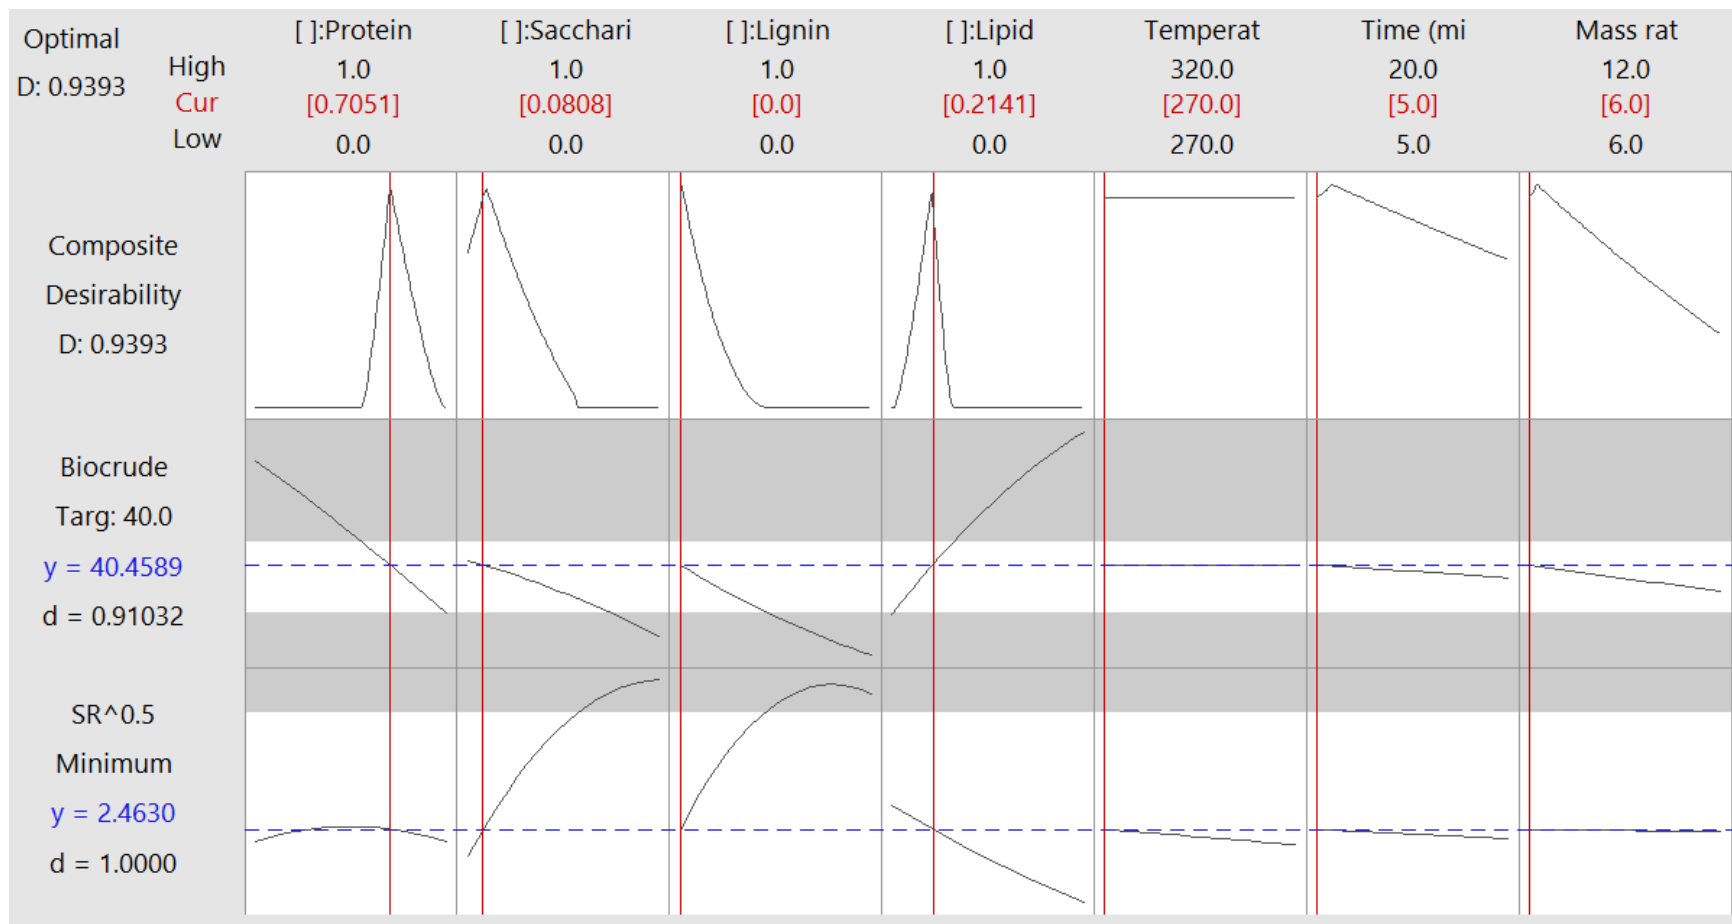 Optimal
D: 0.9393
High
Cur
Low
[ ]:Protein [ ]:Sacchari [ ]:Lignin [ ]:Lipid Temperat Time (mi Mass rat
1.0 1.0 1.0 1.0 320.0 20.0 12.0
[0.7051] [0.0808] [0.0] [0.2141] [270.0] [5.0] [6.0]
0.0 0.0 0.0 0.0 270.0 5.0 6.0
Composite
Desirability
D: 0.9393
Biocrude
Targ: 40.0
y = 40.4589
d = 0.91032
SR^0.5
Minimum
y = 2.4630
d = 1.0000